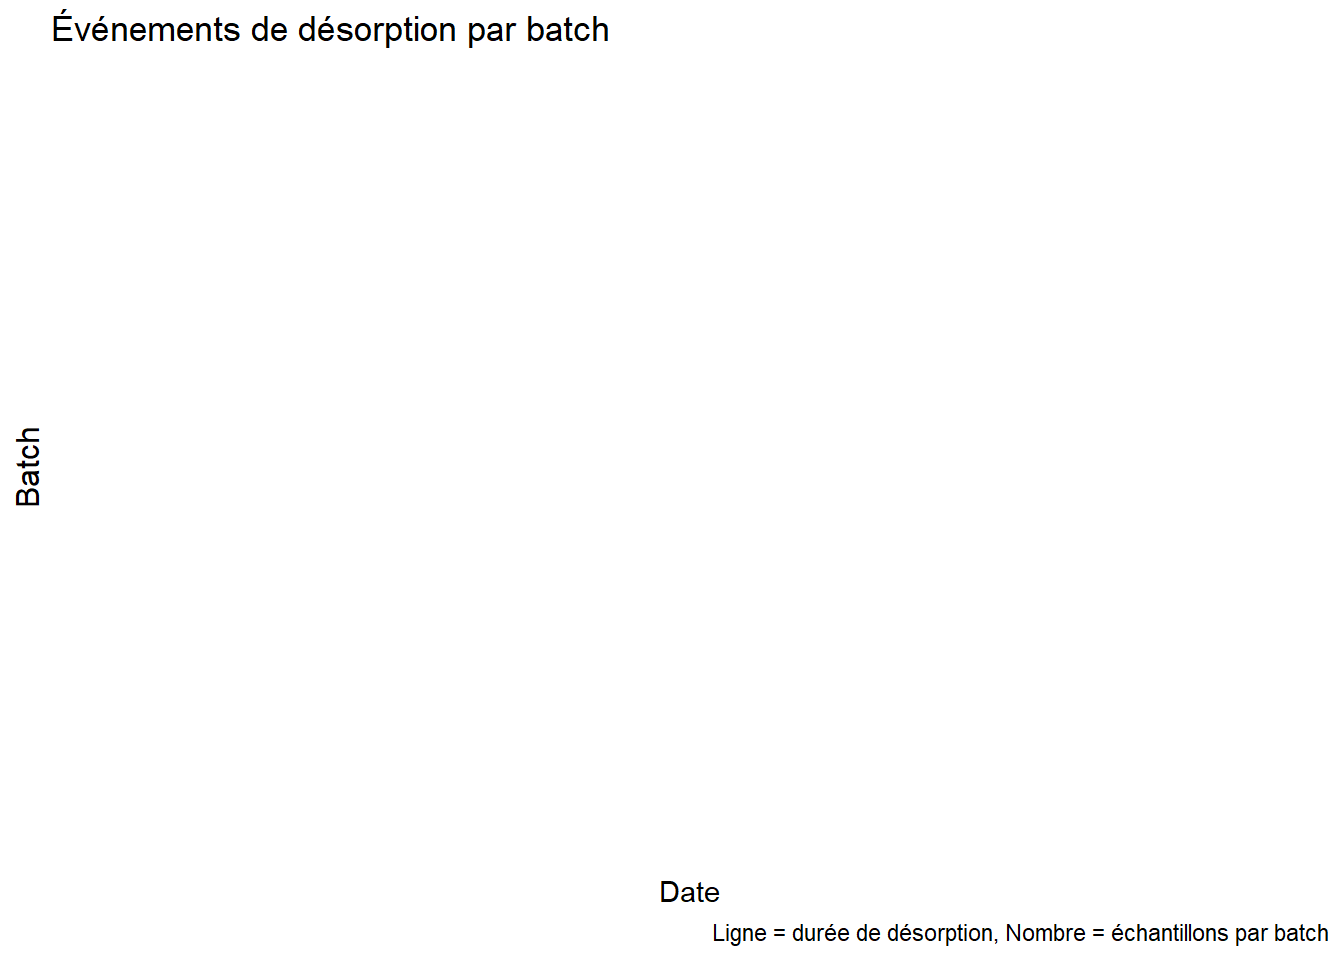 Événements de désorption par batch
Batch
Date
Ligne = durée de désorption, Nombre = échantillons par batch